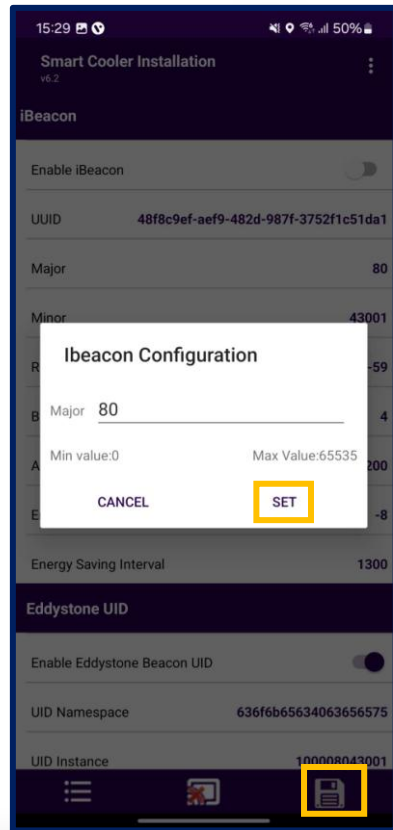 15:29 50%
Smart Cooler Installation
v6.2
iBeacon
Enable iBeacon
UUID 48f8c9ef-aef9-482d-987f-3752f1c51da1
Major 80
Minor 43001
R -59
Ibeacon Configuration
B 4
Major 80
A 200
Min value:0 Max Value:65535
E -8
CANCEL SET
Energy Saving Interval 1300
Eddystone UID
Enable Eddystone Beacon UID
UID Namespace 636f6b65634063656575
UID Instance 100008043001